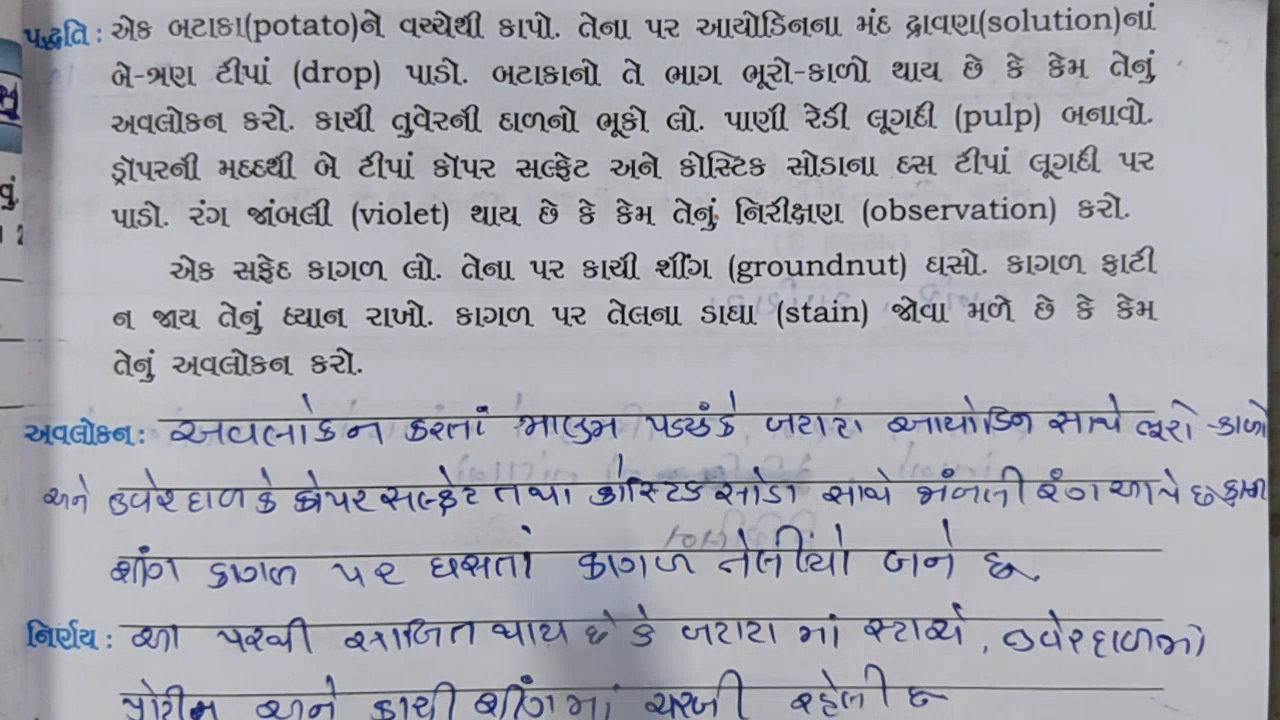 પદ્ધતિ : એક બટાકા(potato)ને વચ્ચેથી કાપો. તેના પર આયોડિનના મંદ દ્રાવણ(solution)નાં
બે-ત્રણ ટીપાં (drop) પાડો. બટાકાનો તે ભાગ ભૂરો-કાળો થાય છે કે કેમ તેનું
અવલોકન કરો. કાચી તુવેરની દાળનો ભૂકો લો. પાણી રેડી લૂગદી (pulp) બનાવો.
ડ્રૉપરની મદદથી બે ટીપાં કૉપર સલ્ફેટ અને કોસ્ટિક સોડાના દસ ટીપાં લૂગદી પર
પાડો. રંગ જાંબલી (violet) થાય છે કે કેમ તેનું નિરીક્ષણ (observation) કરો.
એક સફેદ કાગળ લો. તેના પર કાચી શીંગ (groundnut) ઘસો. કાગળ ફાટી
ન જાય તેનું ધ્યાન રાખો. કાગળ પર તેલના ડાઘા (stain) જોવા મળે છે કે કેમ
તેનું અવલોકન કરો.
અવલોકન : અવલોકન કરતાં માલુમ પડ્યું કે બટાટા આયોડિન સાથે ભૂરો-કાળો
અને તુવેર દાળ કે કોપર સલ્ફેટ તથા કોસ્ટિક સોડા સાથે જાંબલી રંગ આપે છે
શીંગ કાગળ પર ઘસતાં કાગળ તેલીયો બને છે.
નિર્ણય : આ પરથી સાબિત થાય છે કે બટાટા માં સ્ટાર્ચ, તુવેર દાળમાં
પ્રોટીન અને કાચી શીંગમાં ચરબી રહેલી છે